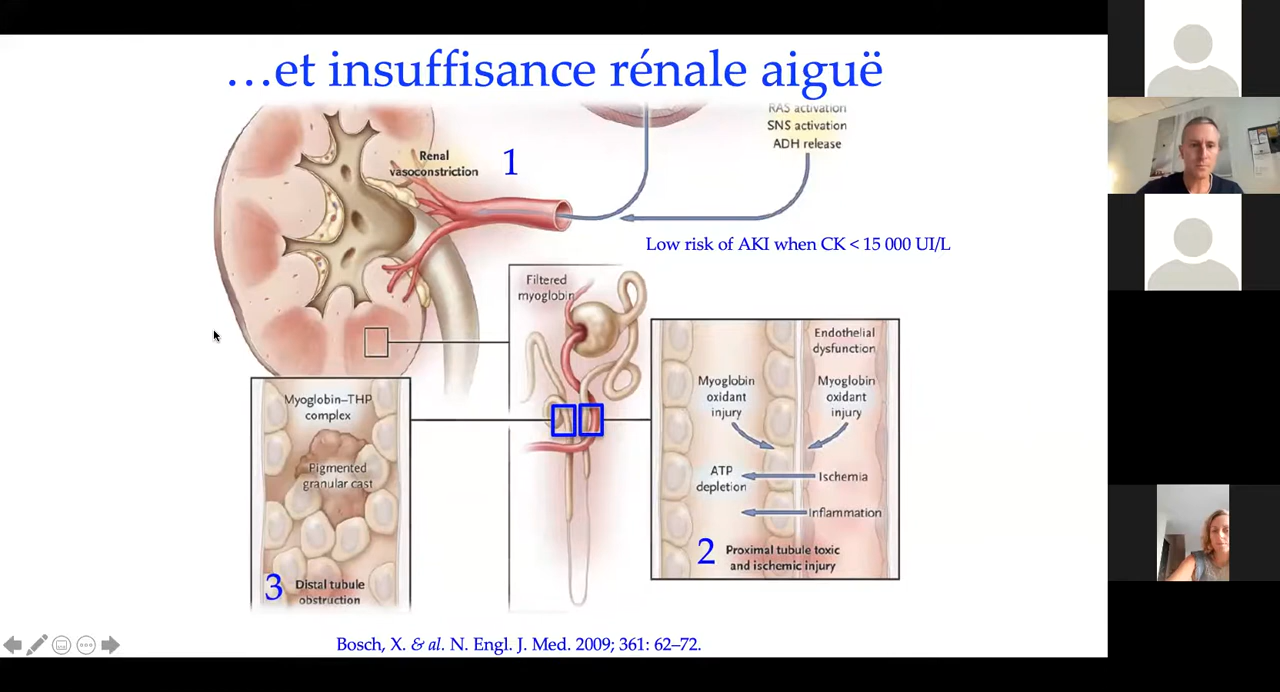 …et insuffisance rénale aiguë
RAS activation
SNS activation
ADH release
Renal
vasoconstriction
1
Low risk of AKI when CK < 15 000 UI/L
Filtered
myoglobin
Endothelial
dysfunction
Myoglobin
oxidant
injury
Myoglobin
oxidant
injury
ATP
depletion
Ischemia
Inflammation
2
Proximal tubule toxic
and ischemic injury
Myoglobin–THP
complex
Pigmented
granular cast
3
Distal tubule
obstruction
Bosch, X. & al. N. Engl. J. Med. 2009; 361: 62–72.